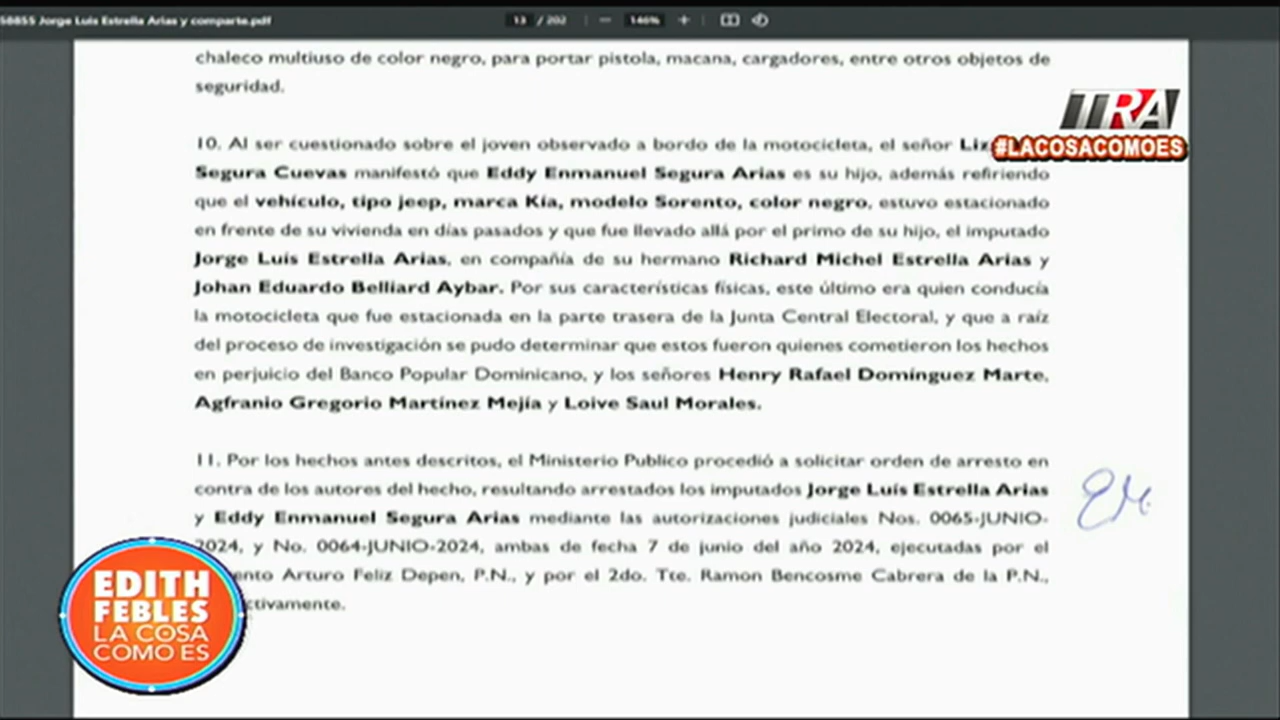 58855 Jorge Luis Estrella Arias y comparte.pdf
13 / 202
146%
chaleco multiuso de color negro, para portar pistola, macana, cargadores, entre otros objetos de
seguridad.
TRA
#LACOSACOMOES
10. Al ser cuestionado sobre el joven observado a bordo de la motocicleta, el señor
Segura Cuevas manifestó que Eddy Enmanuel Segura Arias es su hijo, además refiriendo
que el vehículo, tipo jeep, marca Kía, modelo Sorento, color negro, estuvo estacionado
en frente de su vivienda en días pasados y que fue llevado allá por el primo de su hijo, el imputado
Jorge Luís Estrella Arias, en compañía de su hermano Richard Michel Estrella Arias y
Johan Eduardo Belliard Aybar. Por sus características físicas, este último era quien conducía
la motocicleta que fue estacionada en la parte trasera de la Junta Central Electoral, y que a raíz
del proceso de investigación se pudo determinar que estos fueron quienes cometieron los hechos
en perjuicio del Banco Popular Dominicano, y los señores Henry Rafael Domínguez Marte,
Agfranio Gregorio Martínez Mejía y Loive Saul Morales.
11. Por los hechos antes descritos, el Ministerio Publico procedió a solicitar orden de arresto en
contra de los autores del hecho, resultando arrestados los imputados Jorge Luís Estrella Arias
y Eddy Enmanuel Segura Arias mediante las autorizaciones judiciales Nos. 0065-JUNIO-
2024, y No. 0064-JUNIO-2024, ambas de fecha 7 de junio del año 2024, ejecutadas por el
Arturo Feliz Depen, P.N., y por el 2do. Tte. Ramon Bencosme Cabrera de la P.N.,
EDITH
FEBLES
LA COSA
COMO ES